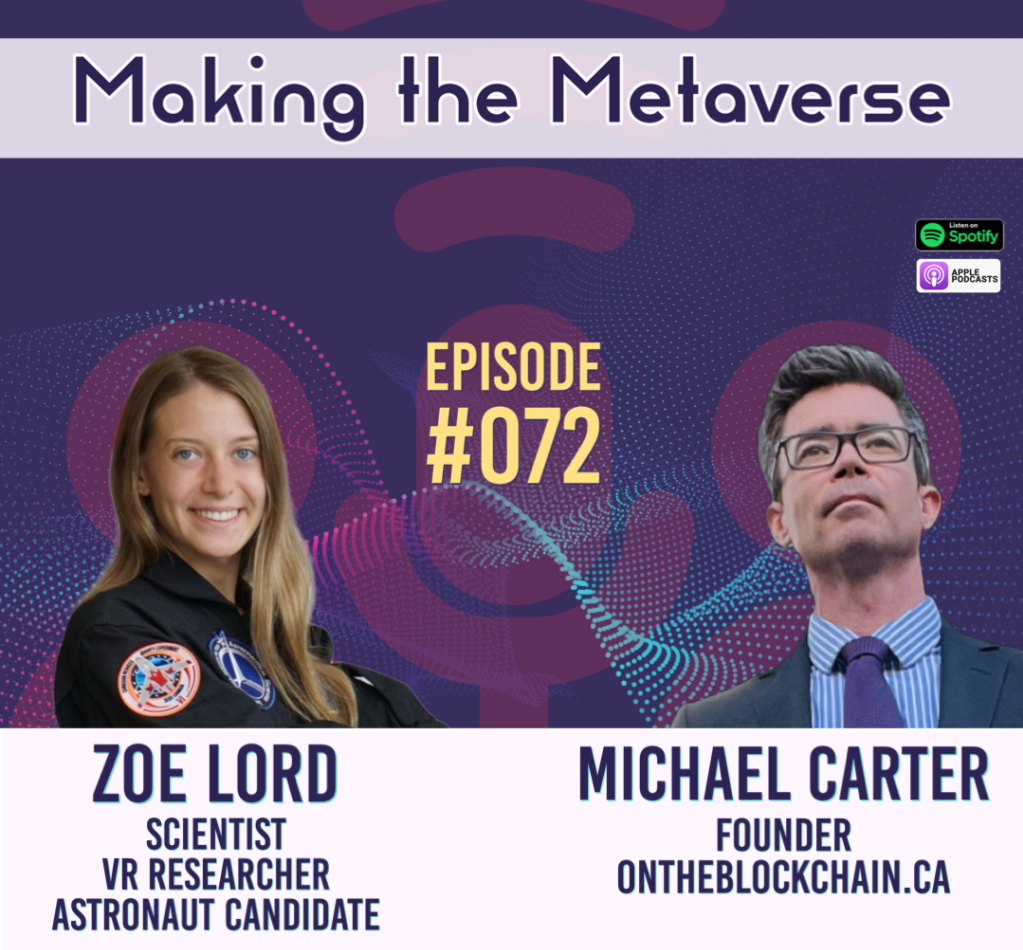 Making the Metaverse
Listen on
Spotify
APPLE
PODCASTS
EPISODE
#072
ZOE LORD
SCIENTIST
VR RESEARCHER
ASTRONAUT CANDIDATE
MICHAEL CARTER
FOUNDER
ONTHEBLOCKCHAIN.CA